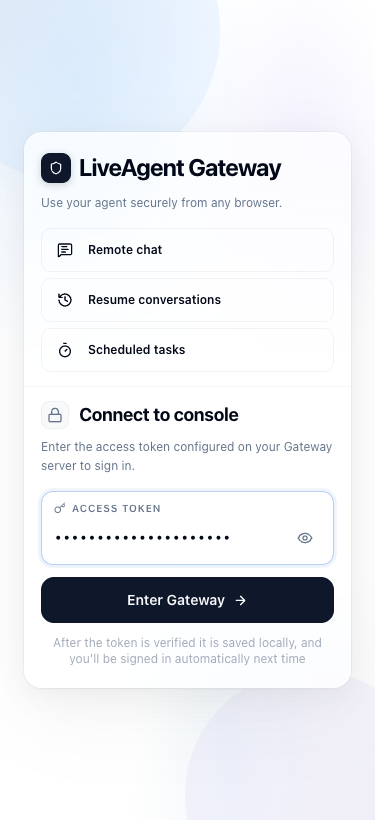 LiveAgent Gateway
Use your agent securely from any browser.
Remote chat
Resume conversations
Scheduled tasks
Connect to console
Enter the access token configured on your Gateway
server to sign in.
ACCESS TOKEN
•••••••••••••••••••••
Enter Gateway →
After the token is verified it is saved locally, and
you'll be signed in automatically next time